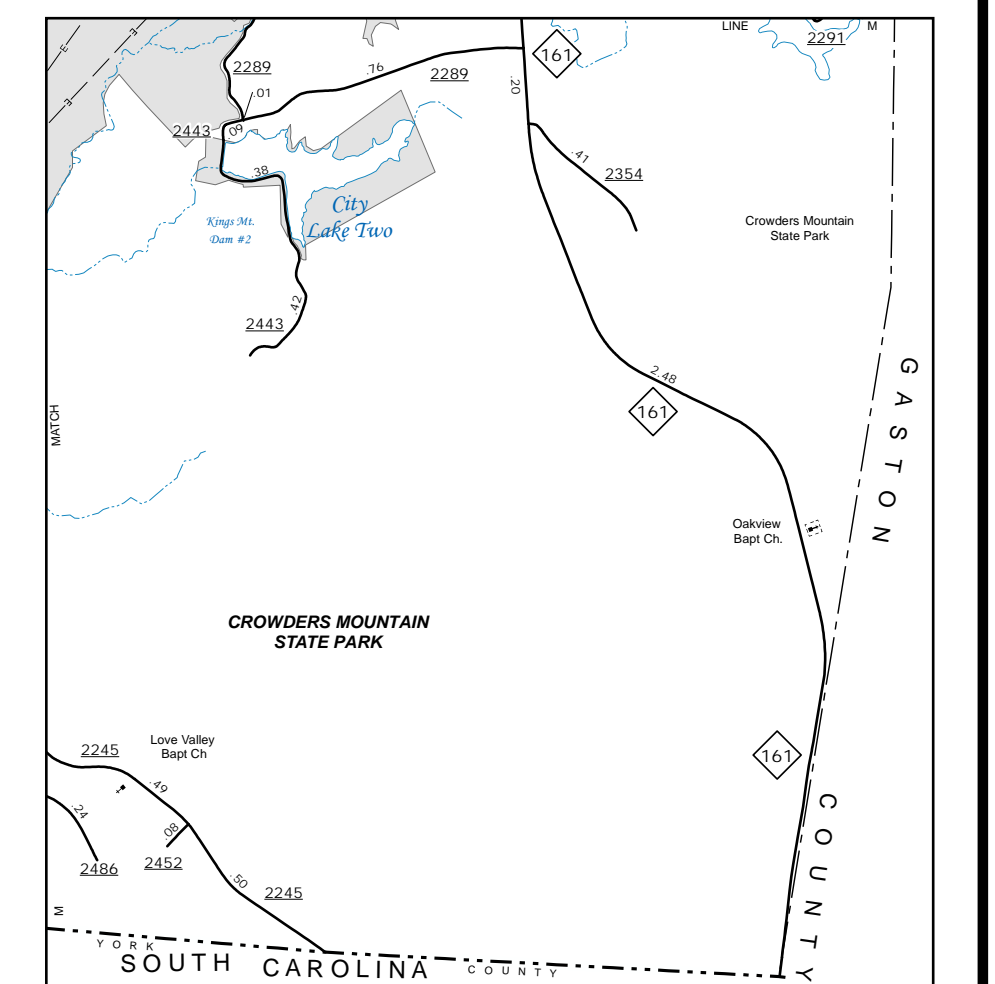 LINE
M
2291
161
E
E
E
2289
.76
2289
.20
.01
2443
.09
.38
.41
2354
Kings Mt.
Dam #2
City
Lake Two
Crowders Mountain
State Park
.42
2443
2.48
161
MATCH
GASTON
Oakview
Bapt Ch.
CROWDERS MOUNTAIN
STATE PARK
2245
Love Valley
Bapt Ch
161
.49
.24
.08
2486
2452
.50
2245
COUNTY
M
YORK
SOUTH CAROLINA
COUNTY